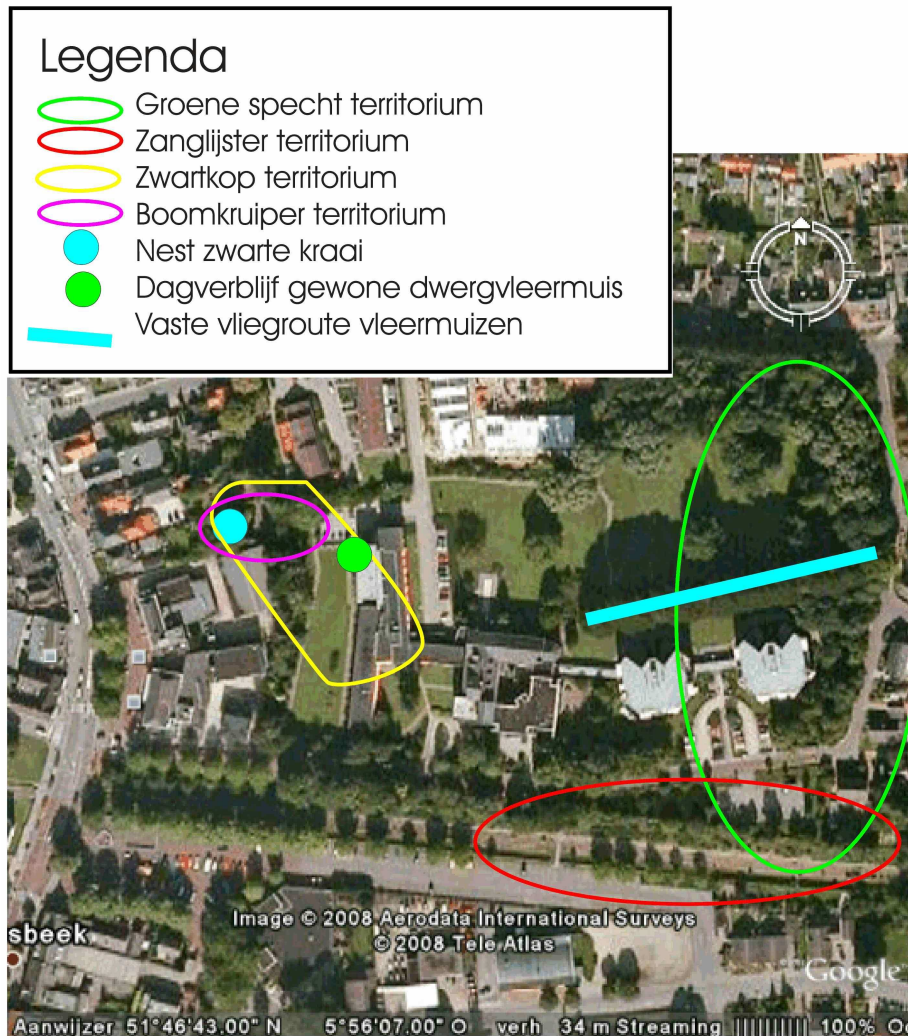 Legenda
Groene specht territorium
Zanglijster territorium
Zwartkop territorium
Boomkruiper territorium
Nest zwarte kraai
Dagverblijf gewone dwergvleermuis
Vaste vliegroute vleermuizen
N
Image © 2008 Aerodata International Surveys
© 2008 Tele Atlas
sbeek
Google
Aanwijzer 51°46'43.00" N 5°56'07.00" O verh 34 m Streaming |||||||||| 100% O